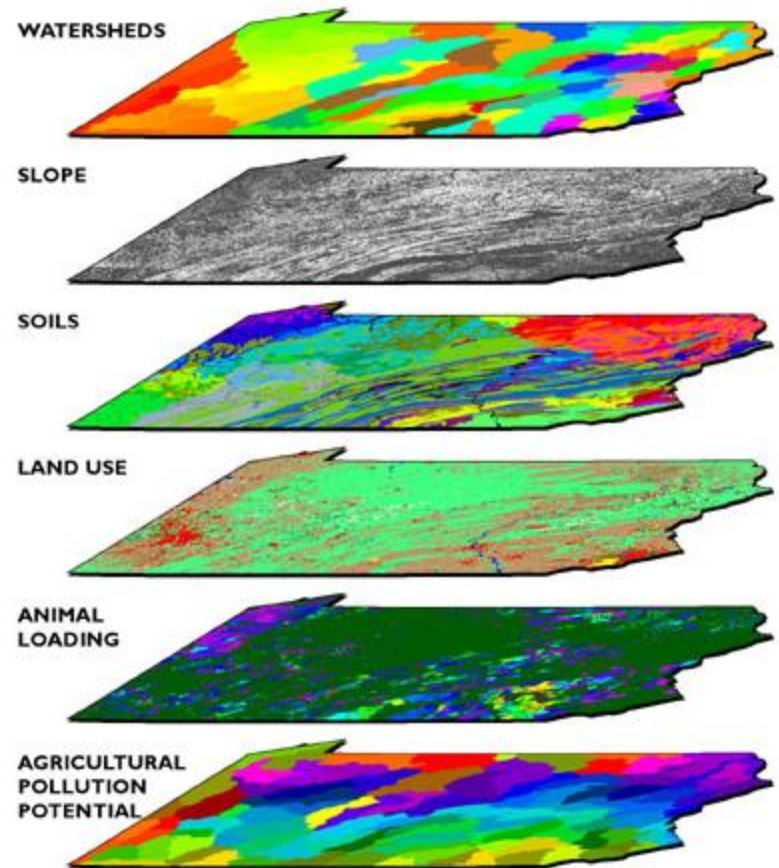 WATERSHEDS
SLOPE
SOILS
LAND USE
ANIMAL
LOADING
AGRICULTURAL
POLLUTION
POTENTIAL